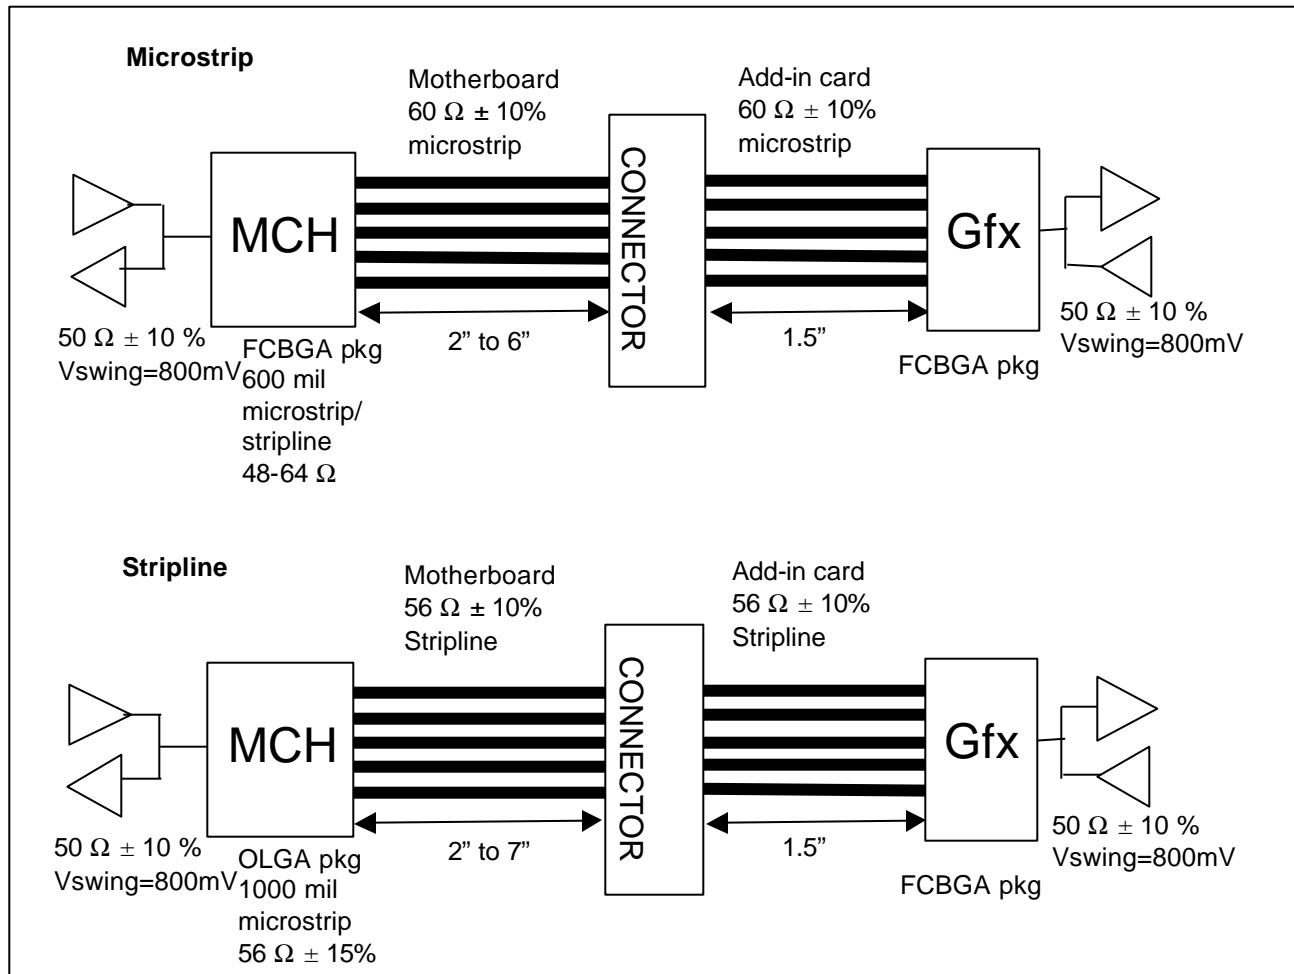 Microstrip
Motherboard
60 Ω ± 10%
microstrip
Add-in card
60 Ω ± 10%
microstrip
MCH
CONNECTOR
Gfx
50 Ω ± 10 %
Vswing=800mV
FCBGA pkg
600 mil
microstrip/
stripline
48-64 Ω
2” to 6”
1.5”
FCBGA pkg
50 Ω ± 10 %
Vswing=800mV
Stripline
Motherboard
56 Ω ± 10%
Stripline
Add-in card
56 Ω ± 10%
Stripline
MCH
CONNECTOR
Gfx
50 Ω ± 10 %
Vswing=800mV
OLGA pkg
1000 mil
microstrip
56 Ω ± 15%
2” to 7”
1.5”
FCBGA pkg
50 Ω ± 10 %
Vswing=800mV